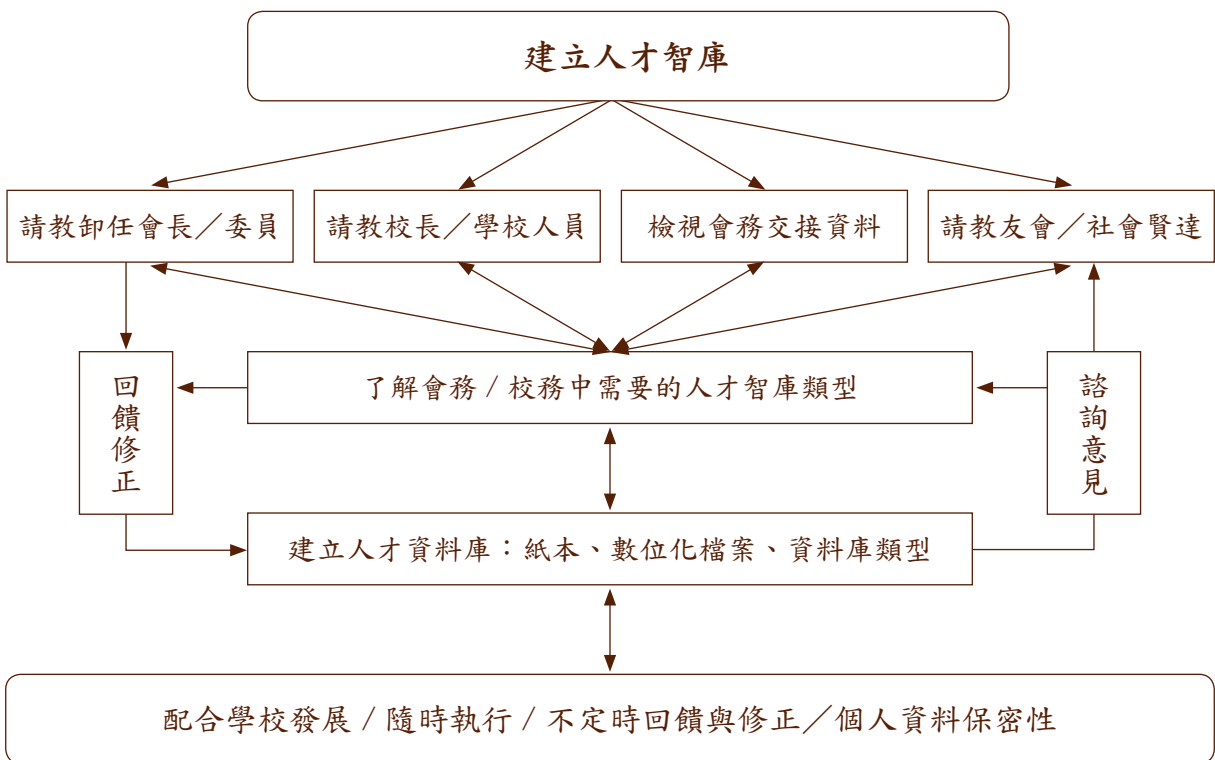 建立人才智庫
請教卸任會長／委員
請教校長／學校人員
檢視會務交接資料
請教友會／社會賢達
回饋修正
了解會務 / 校務中需要的人才智庫類型
諮詢意見
建立人才資料庫：紙本、數位化檔案、資料庫類型
配合學校發展 / 隨時執行 / 不定時回饋與修正／個人資料保密性